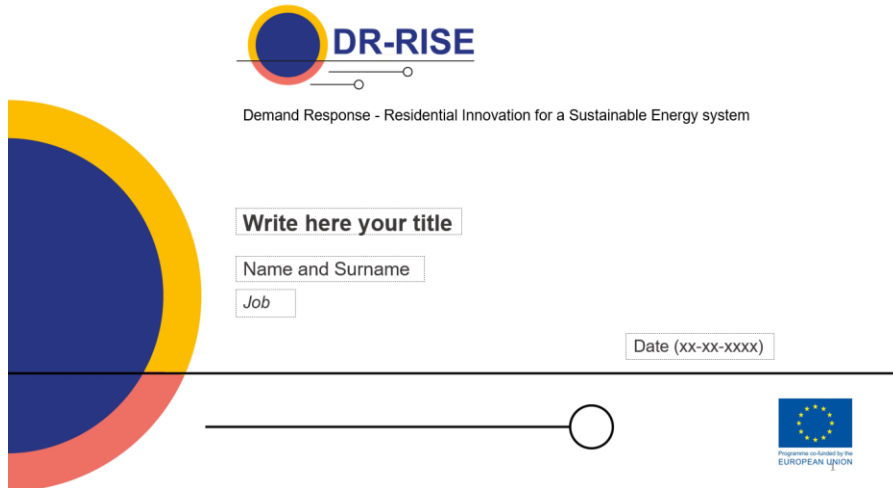 DR-RISE
Demand Response - Residential Innovation for a Sustainable Energy system
Write here your title
Name and Surname
Job
Date (xx-xx-xxxx)
Programme co-funded by the
EUROPEAN UNION
1